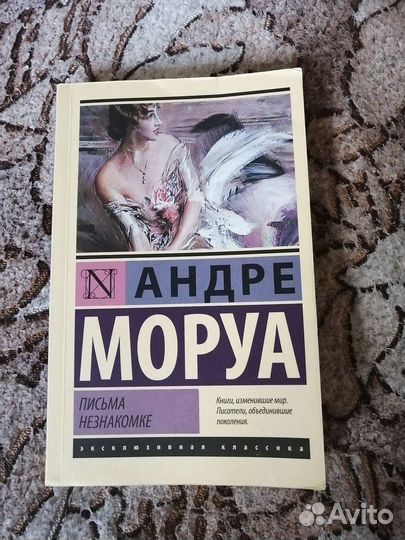 N АНДРЕ
МОРУА
ПИСЬМА
НЕЗНАКОМКЕ
Книги, изменившие мир.
Писатели, объединившие
поколения.
эксклюзивная классика
Avito